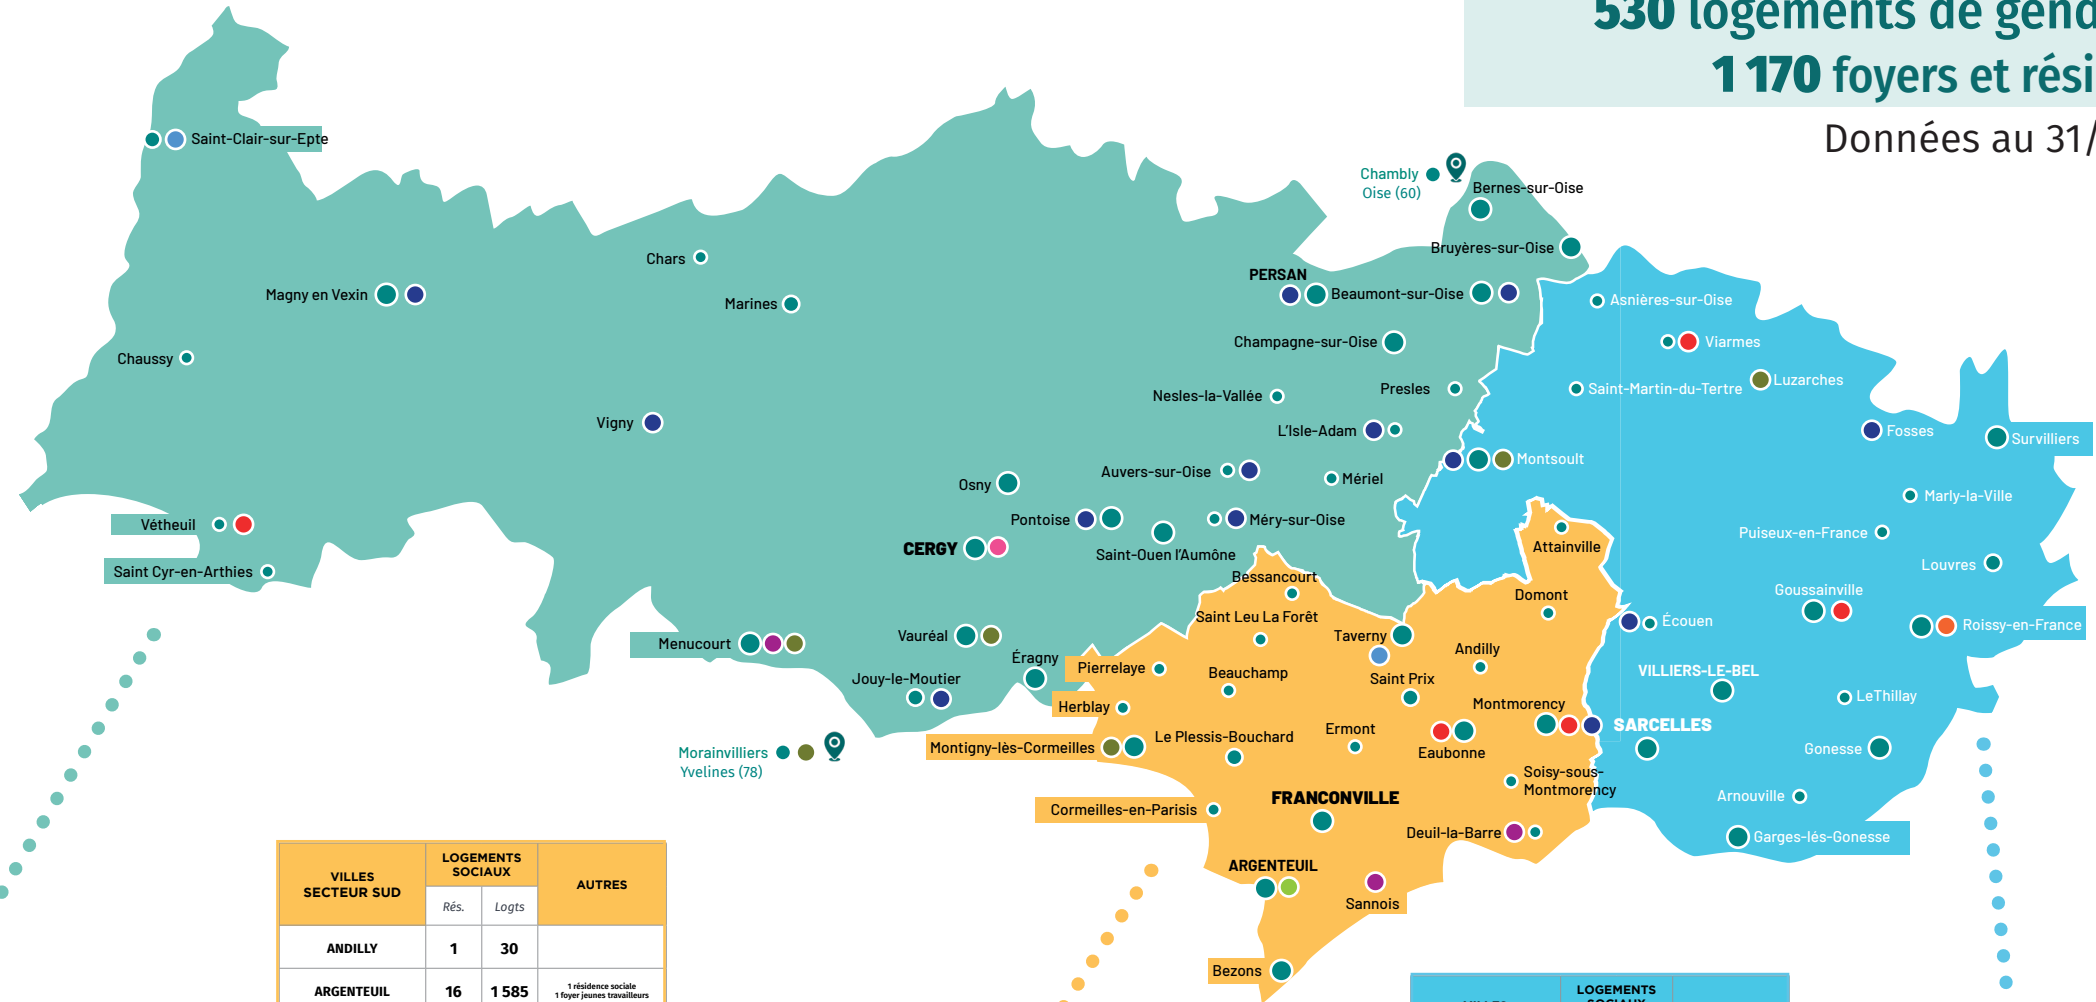 530 logements de gend
1 170 foyers et rési
Données au 31/
Saint-Clair-sur-Epte
Chambly
Oise (60)
Bernes-sur-Oise
Bruyères-sur-Oise
Chars
PERSAN
Magny en Vexin
Marines
Beaumont-sur-Oise
Asnières-sur-Oise
Champagne-sur-Oise
Viarmes
Chaussy
Nesles-la-Vallée
Presles
Saint-Martin-du-Tertre
Luzarches
Vigny
L'Isle-Adam
Fosses
Survilliers
Montsoult
Auvers-sur-Oise
Mériel
Osny
Marly-la-Ville
Vétheuil
Pontoise
Méry-sur-Oise
Puiseux-en-France
CERGY
Saint-Ouen l'Aumône
Attainville
Saint Cyr-en-Arthies
Louvres
Bessancourt
Domont
Goussainville
Saint Leu La Forêt
Écouen
Roissy-en-France
Menucourt
Vauréal
Taverny
Andilly
Éragny
Pierrelaye
Beauchamp
Saint Prix
VILLIERS-LE-BEL
Jouy-le-Moutier
LeThillay
Herblay
Montmorency
SARCELLES
Morainvilliers
Yvelines (78)
Montigny-lès-Cormeilles
Le Plessis-Bouchard
Ermont
Eaubonne
Gonesse
Soisy-sous-
Montmorency
Cormeilles-en-Parisis
FRANCONVILLE
Arnouville
Deuil-la-Barre
Garges-lés-Gonesse
ARGENTEUIL
Sannois
Bezons
VILLES
SECTEUR SUD
LOGEMENTS
SOCIAUX
AUTRES
Rés. Logts
ANDILLY 1 30
ARGENTEUIL 16 1 585 1 résidence sociale
1 foyer jeunes travailleurs
LOGEMENTS